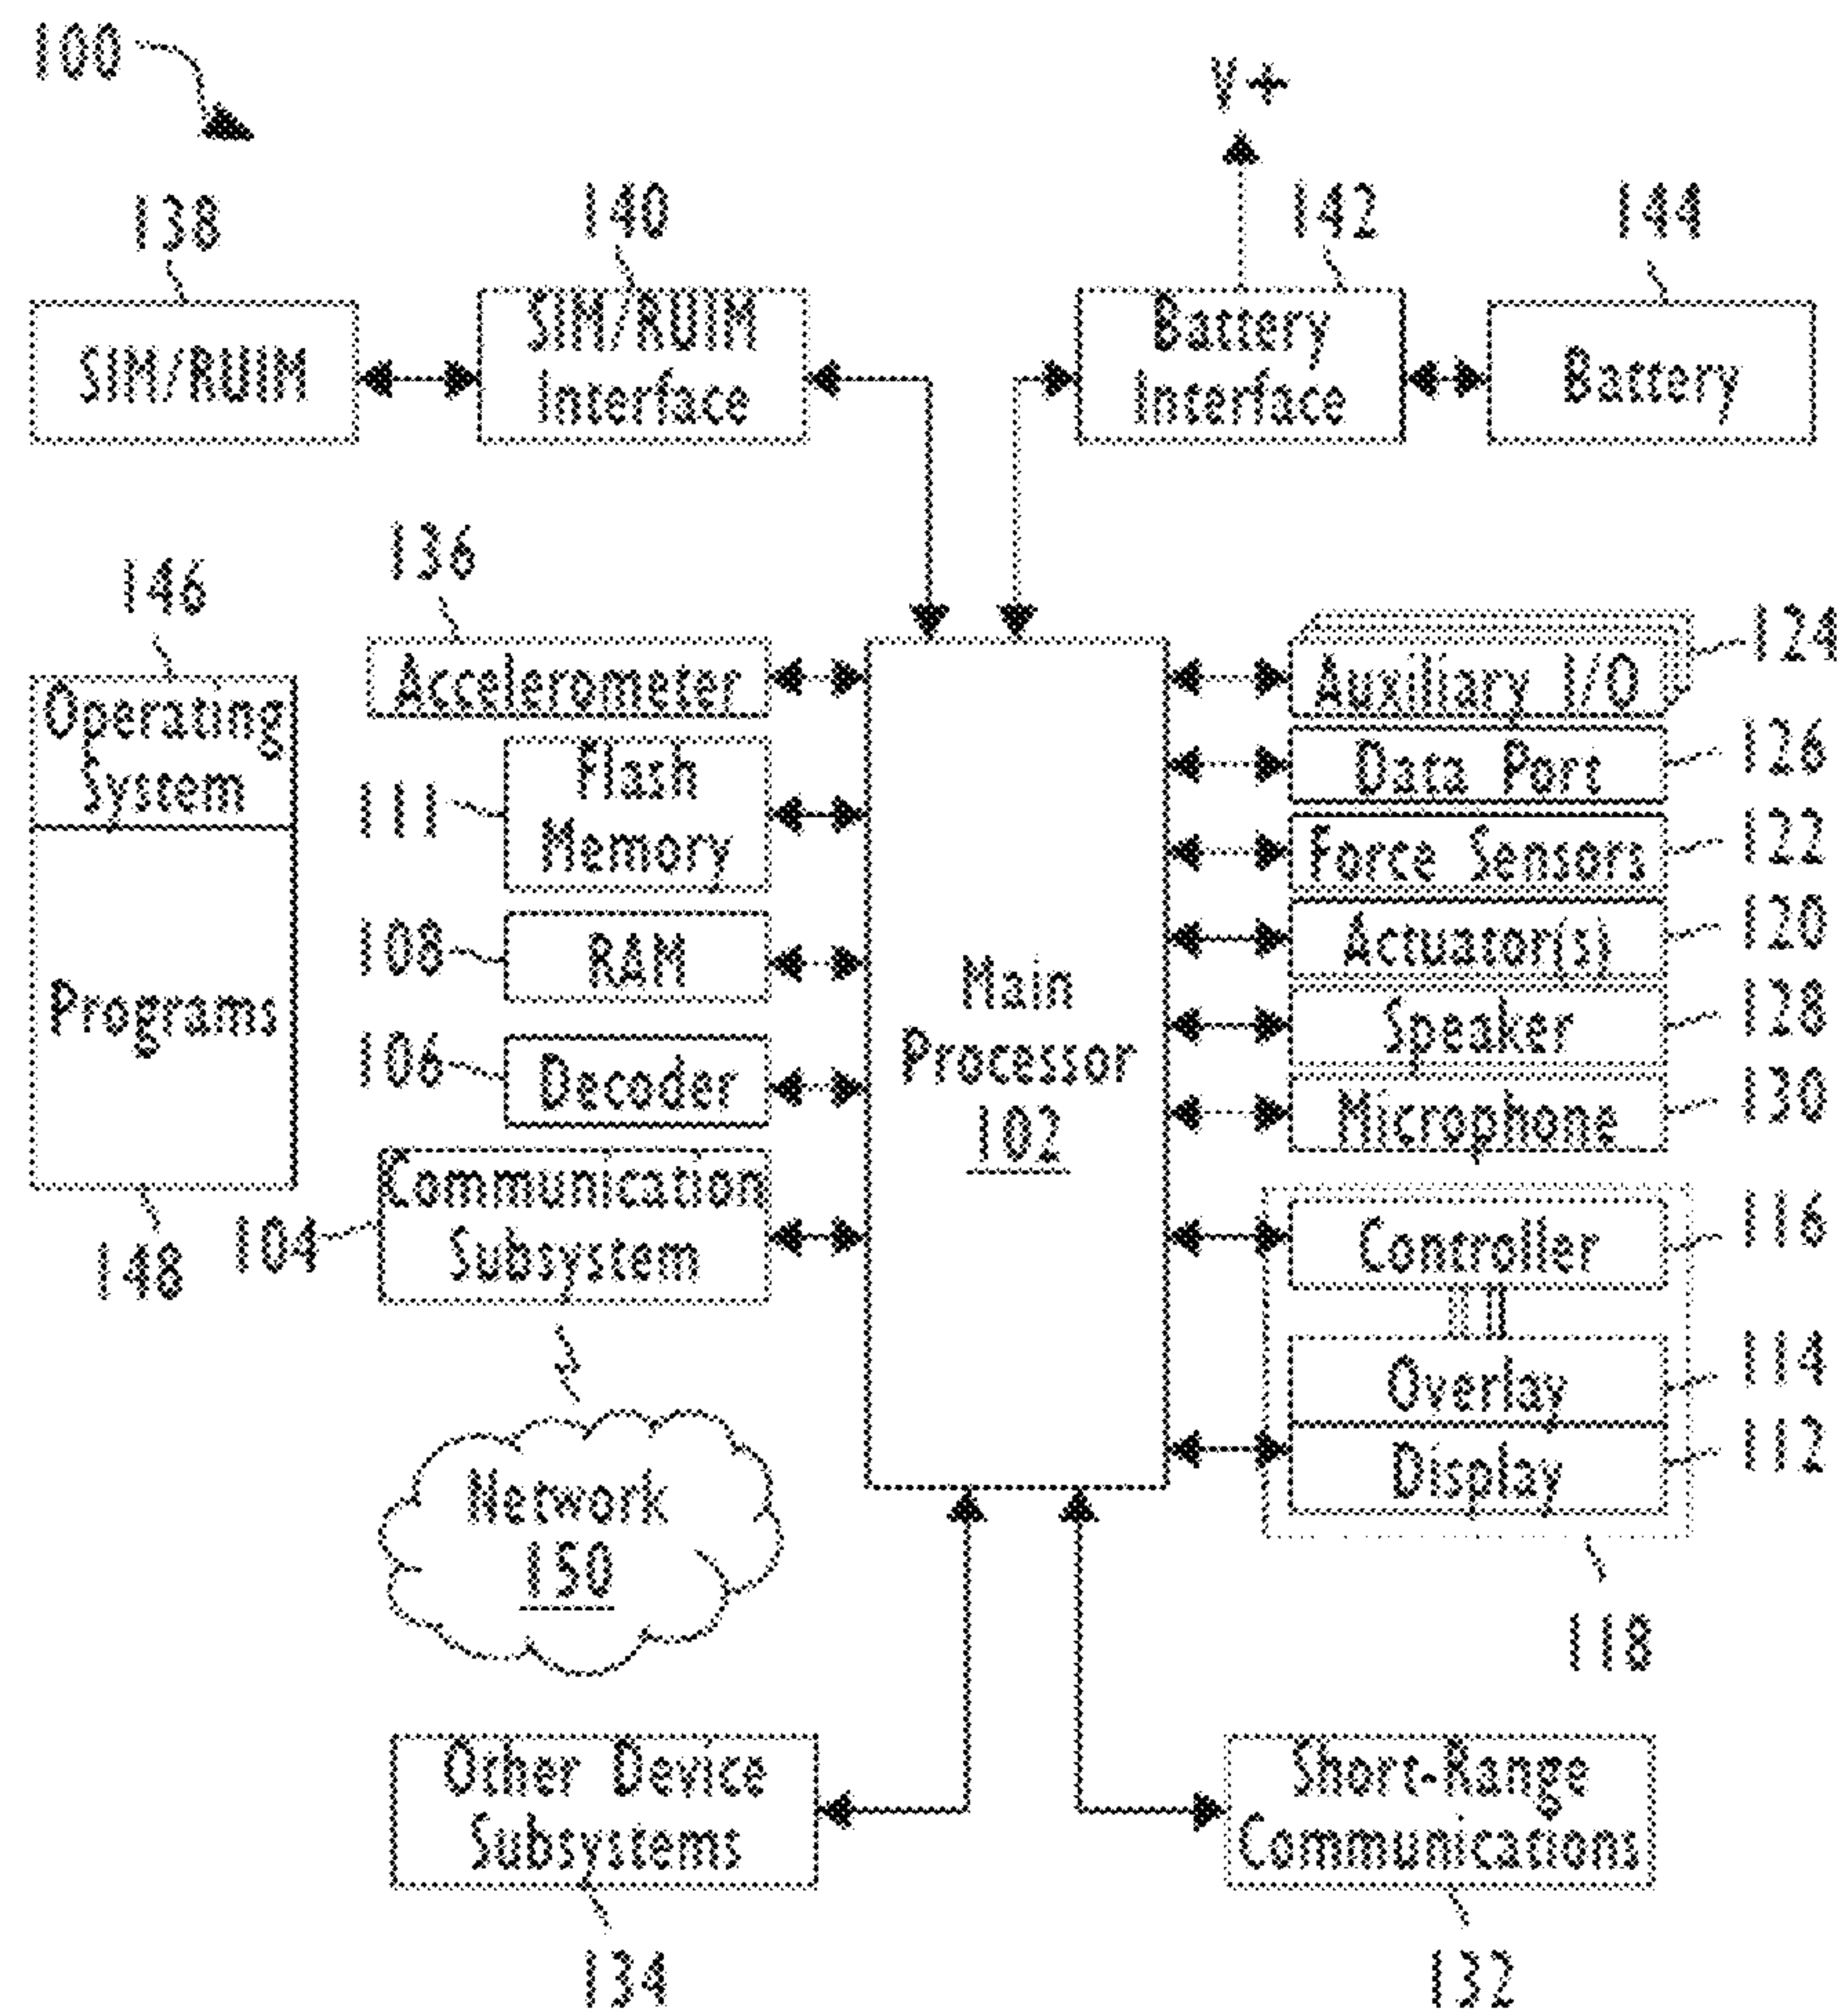 100
V+
138
140
142
144
SIM/RUIM
SIM/RUIM
Interface
Battery
Interface
Battery
136
146
Operating
System
Programs
148
Accelerometer
111
Flash
Memory
108
RAM
106
Decoder
104
Communication
Subsystem
Network
150
Main
Processor
102
Auxiliary I/O
124
Data Port
126
Force Sensors
122
Actuator(s)
120
Speaker
128
Microphone
130
Controller
116
Overlay
114
Display
112
118
Other Device
Subsystems
134
Short-Range
Communications
132